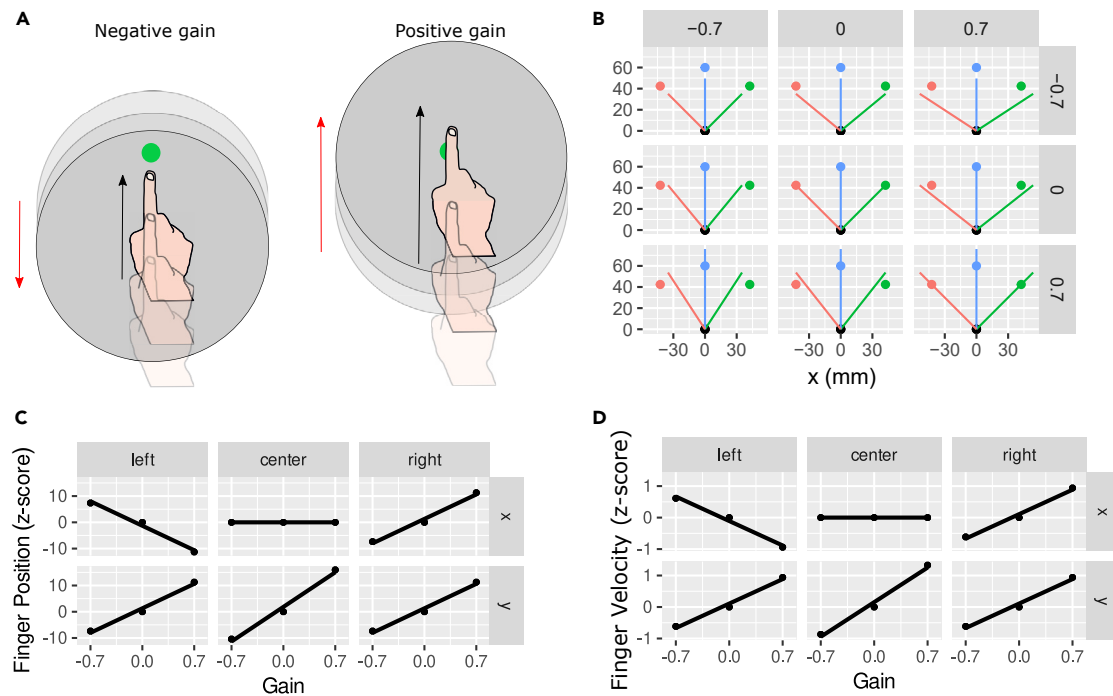 A
Negative gain
Positive gain
B
−0.7 0 0.7
60
40
20
0
−0.7
60
40
20
0
0
60
40
20
0
0.7
−30 0 30 −30 0 30 −30 0 30
x (mm)
C
Finger Position (z-score)
left center right
10
0
-10
x
10
0
-10
y
-0.7 0.0 0.7 -0.7 0.0 0.7 -0.7 0.0 0.7
Gain
D
Finger Velocity (z-score)
left center right
1
0
-1
x
1
0
-1
y
-0.7 0.0 0.7 -0.7 0.0 0.7 -0.7 0.0 0.7
Gain